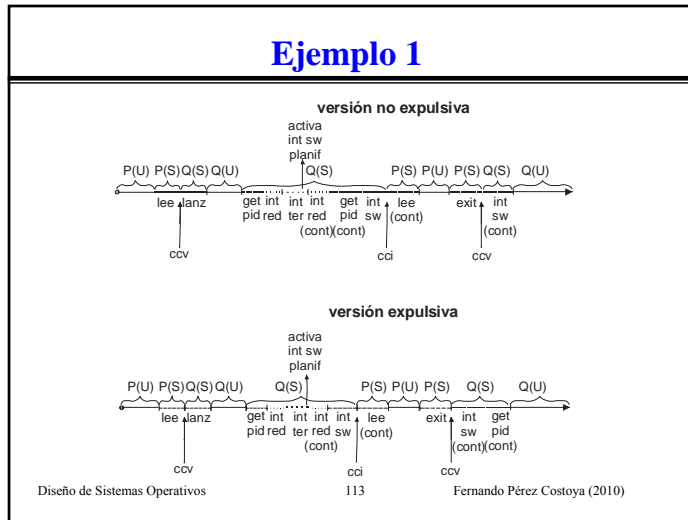 Ejemplo 1
versión no expulsiva
activa
int sw
planif
P(U) P(S) Q(S) Q(U) Q(S) P(S) P(U) P(S) Q(S) Q(U)
lee lanz get int int int get int lee exit int
pid red ter red pid sw (cont) sw
(cont) (cont) (cont)
ccv cci ccv
versión expulsiva
activa
int sw
planif
P(U) P(S) Q(S) Q(U) Q(S) P(S) P(U) P(S) Q(S) Q(U)
lee lanz get int int int int lee exit int get
pid red ter red sw (cont) sw pid
(cont) (cont) (cont)
ccv cci ccv
Diseño de Sistemas Operativos 113 Fernando Pérez Costoya (2010)